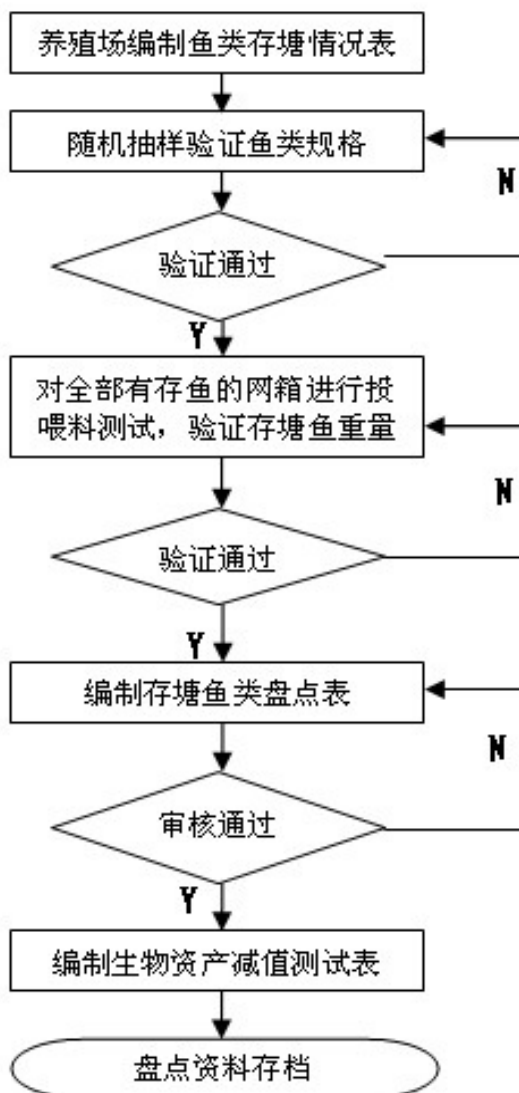 养殖场编制鱼类存塘情况表
随机抽样验证鱼类规格
N
验证通过
Y
对全部有存鱼的网箱进行投
喂料测试，验证存塘鱼重量
N
验证通过
Y
编制存塘鱼类盘点表
N
审核通过
Y
编制生物资产减值测试表
盘点资料存档